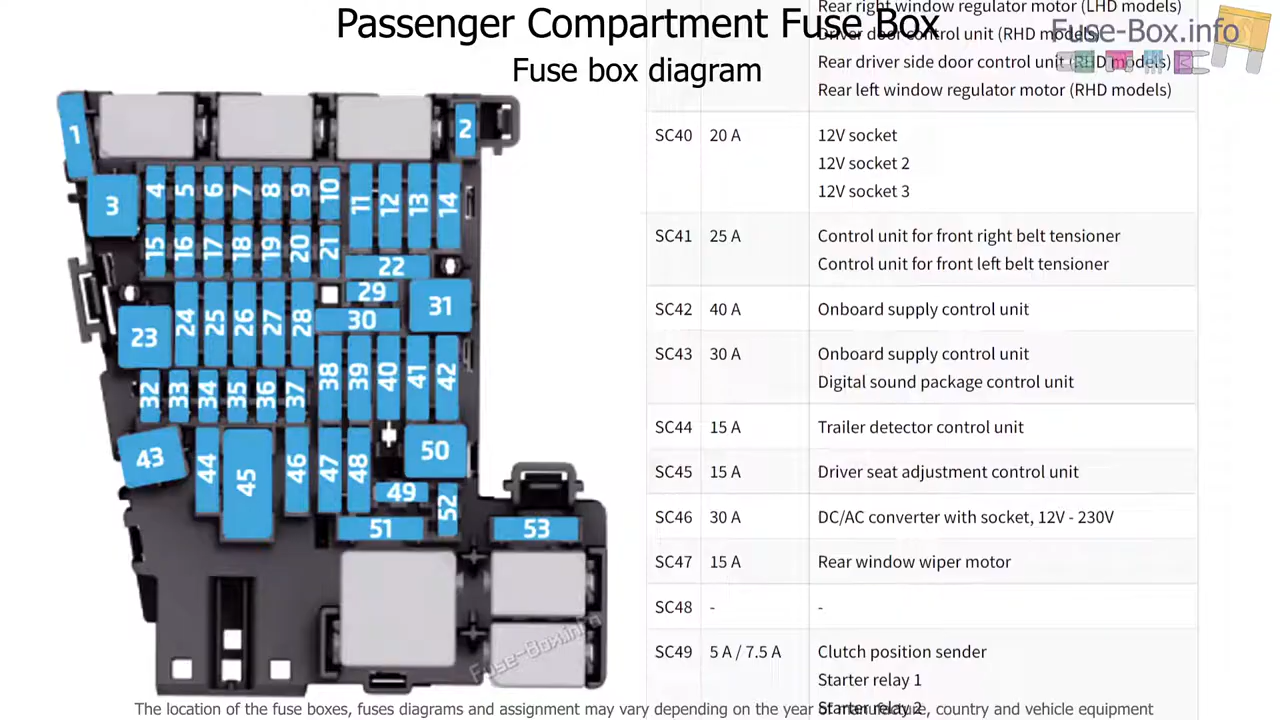 Passenger Compartment Fuse Box
Fuse box diagram
Fuse-Box.info
1
2
3
4 5 6 7 8 9 10 11 12 13 14
15 16 17 18 19 20 21
22
23
24 25 26 27 28
29
30
31
32 33 34 35 36 37
38 39 40 41 42
43
44 45 46 47 48
49
50
51
52
53
Fuse-Box.info
Rear right window regulator motor (LHD models)
Driver door control unit (RHD models)
Rear driver side door control unit (RHD models)
Rear left window regulator motor (RHD models)
SC40 20 A 12V socket
12V socket 2
12V socket 3
SC41 25 A Control unit for front right belt tensioner
Control unit for front left belt tensioner
SC42 40 A Onboard supply control unit
SC43 30 A Onboard supply control unit
Digital sound package control unit
SC44 15 A Trailer detector control unit
SC45 15 A Driver seat adjustment control unit
SC46 30 A DC/AC converter with socket, 12V - 230V
SC47 15 A Rear window wiper motor
SC48 - -
SC49 5 A / 7.5 A Clutch position sender
Starter relay 1
Starter relay 2
The location of the fuse boxes, fuses diagrams and assignment may vary depending on the year of manufacture, country and vehicle equipment